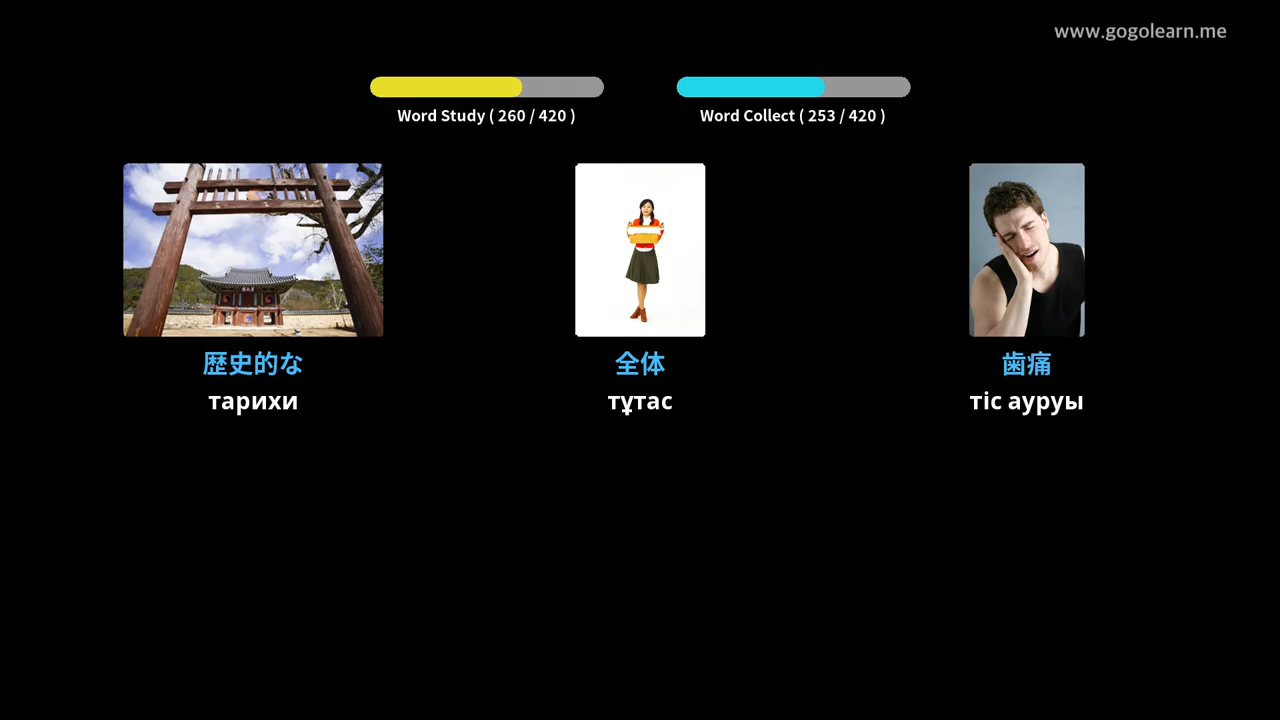 www.gogolearn.me
Word Study ( 260 / 420 )
Word Collect ( 253 / 420 )
歴史的な
тарихи
全体
тұтас
歯痛
тіс ауруы